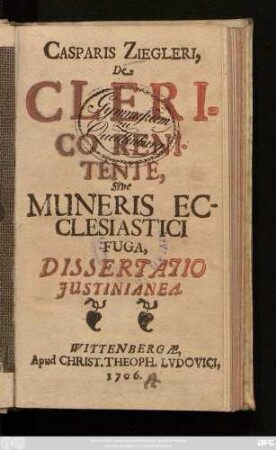 CASPARIS ZIEGLERI,
De
CLERI-
CO RENI-
TENTE,
Sive
MUNERIS EC-
CLESIASTICI
FUGA,
DISSERTATIO
JUSTINIANEA
WITTENBERGÆ,
Apud CHRIST. THEOPH. LVDOVICI,
1706.